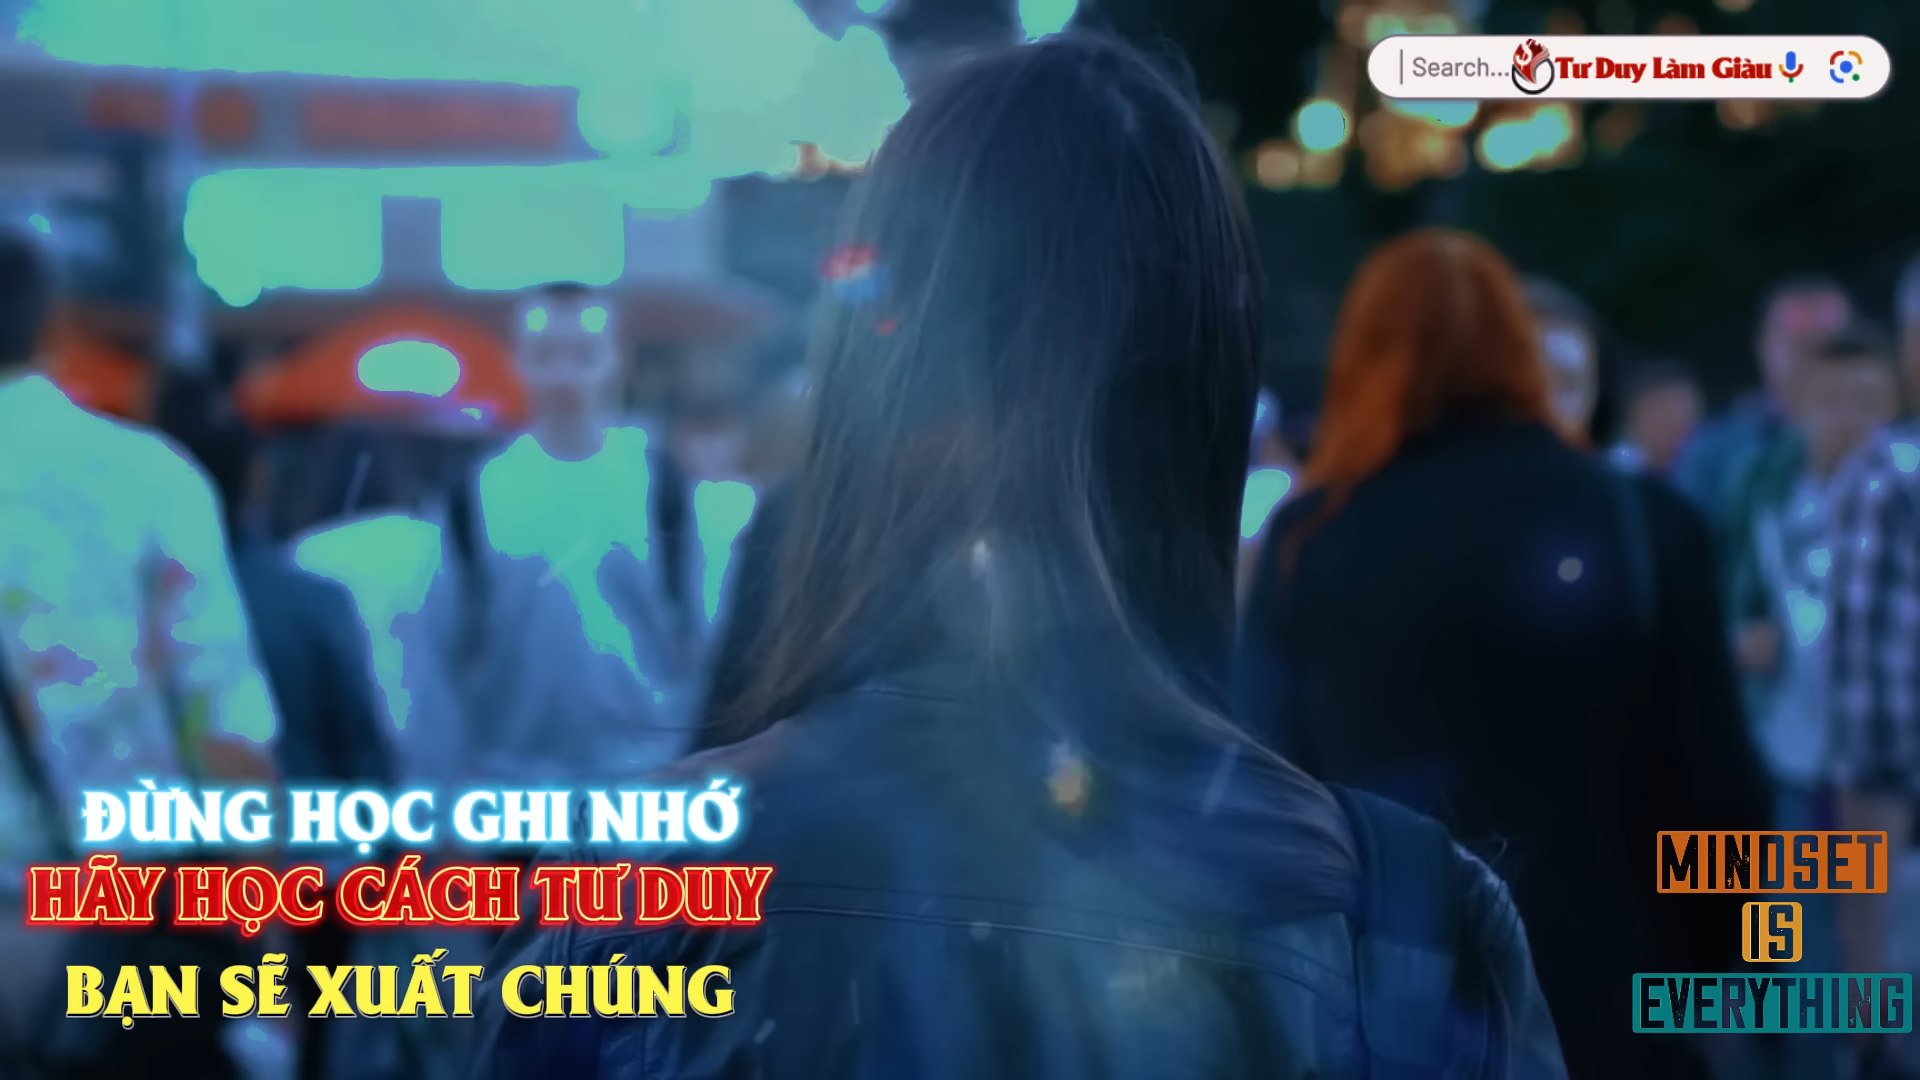 Search... Tư Duy Làm Giàu
ĐỪNG HỌC GHI NHỚ
HÃY HỌC CÁCH TƯ DUY
BẠN SẼ XUẤT CHÚNG
MINDSET
IS
EVERYTHING